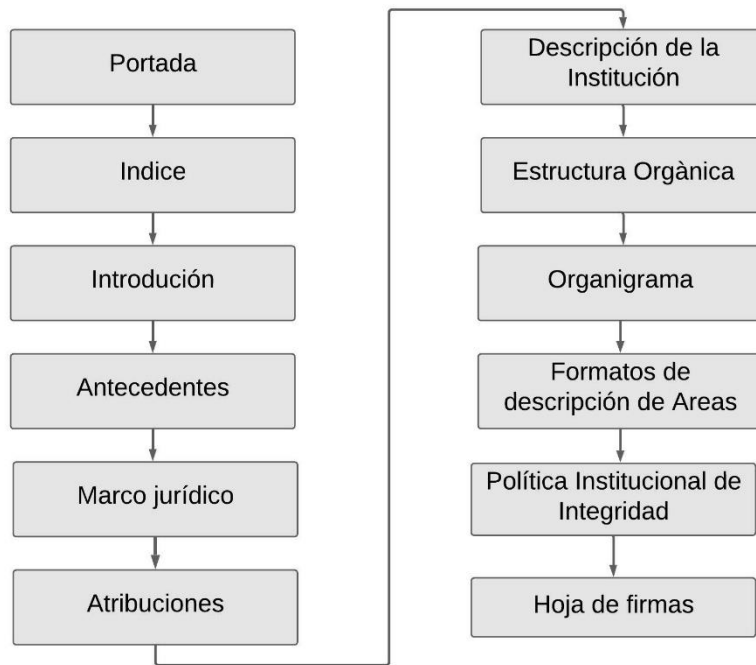 Portada
Indice
Introdución
Antecedentes
Marco jurídico
Atribuciones
Descripción de la
Institución
Estructura Orgànica
Organigrama
Formatos de
descripción de Areas
Política Institucional de
Integridad
Hoja de firmas